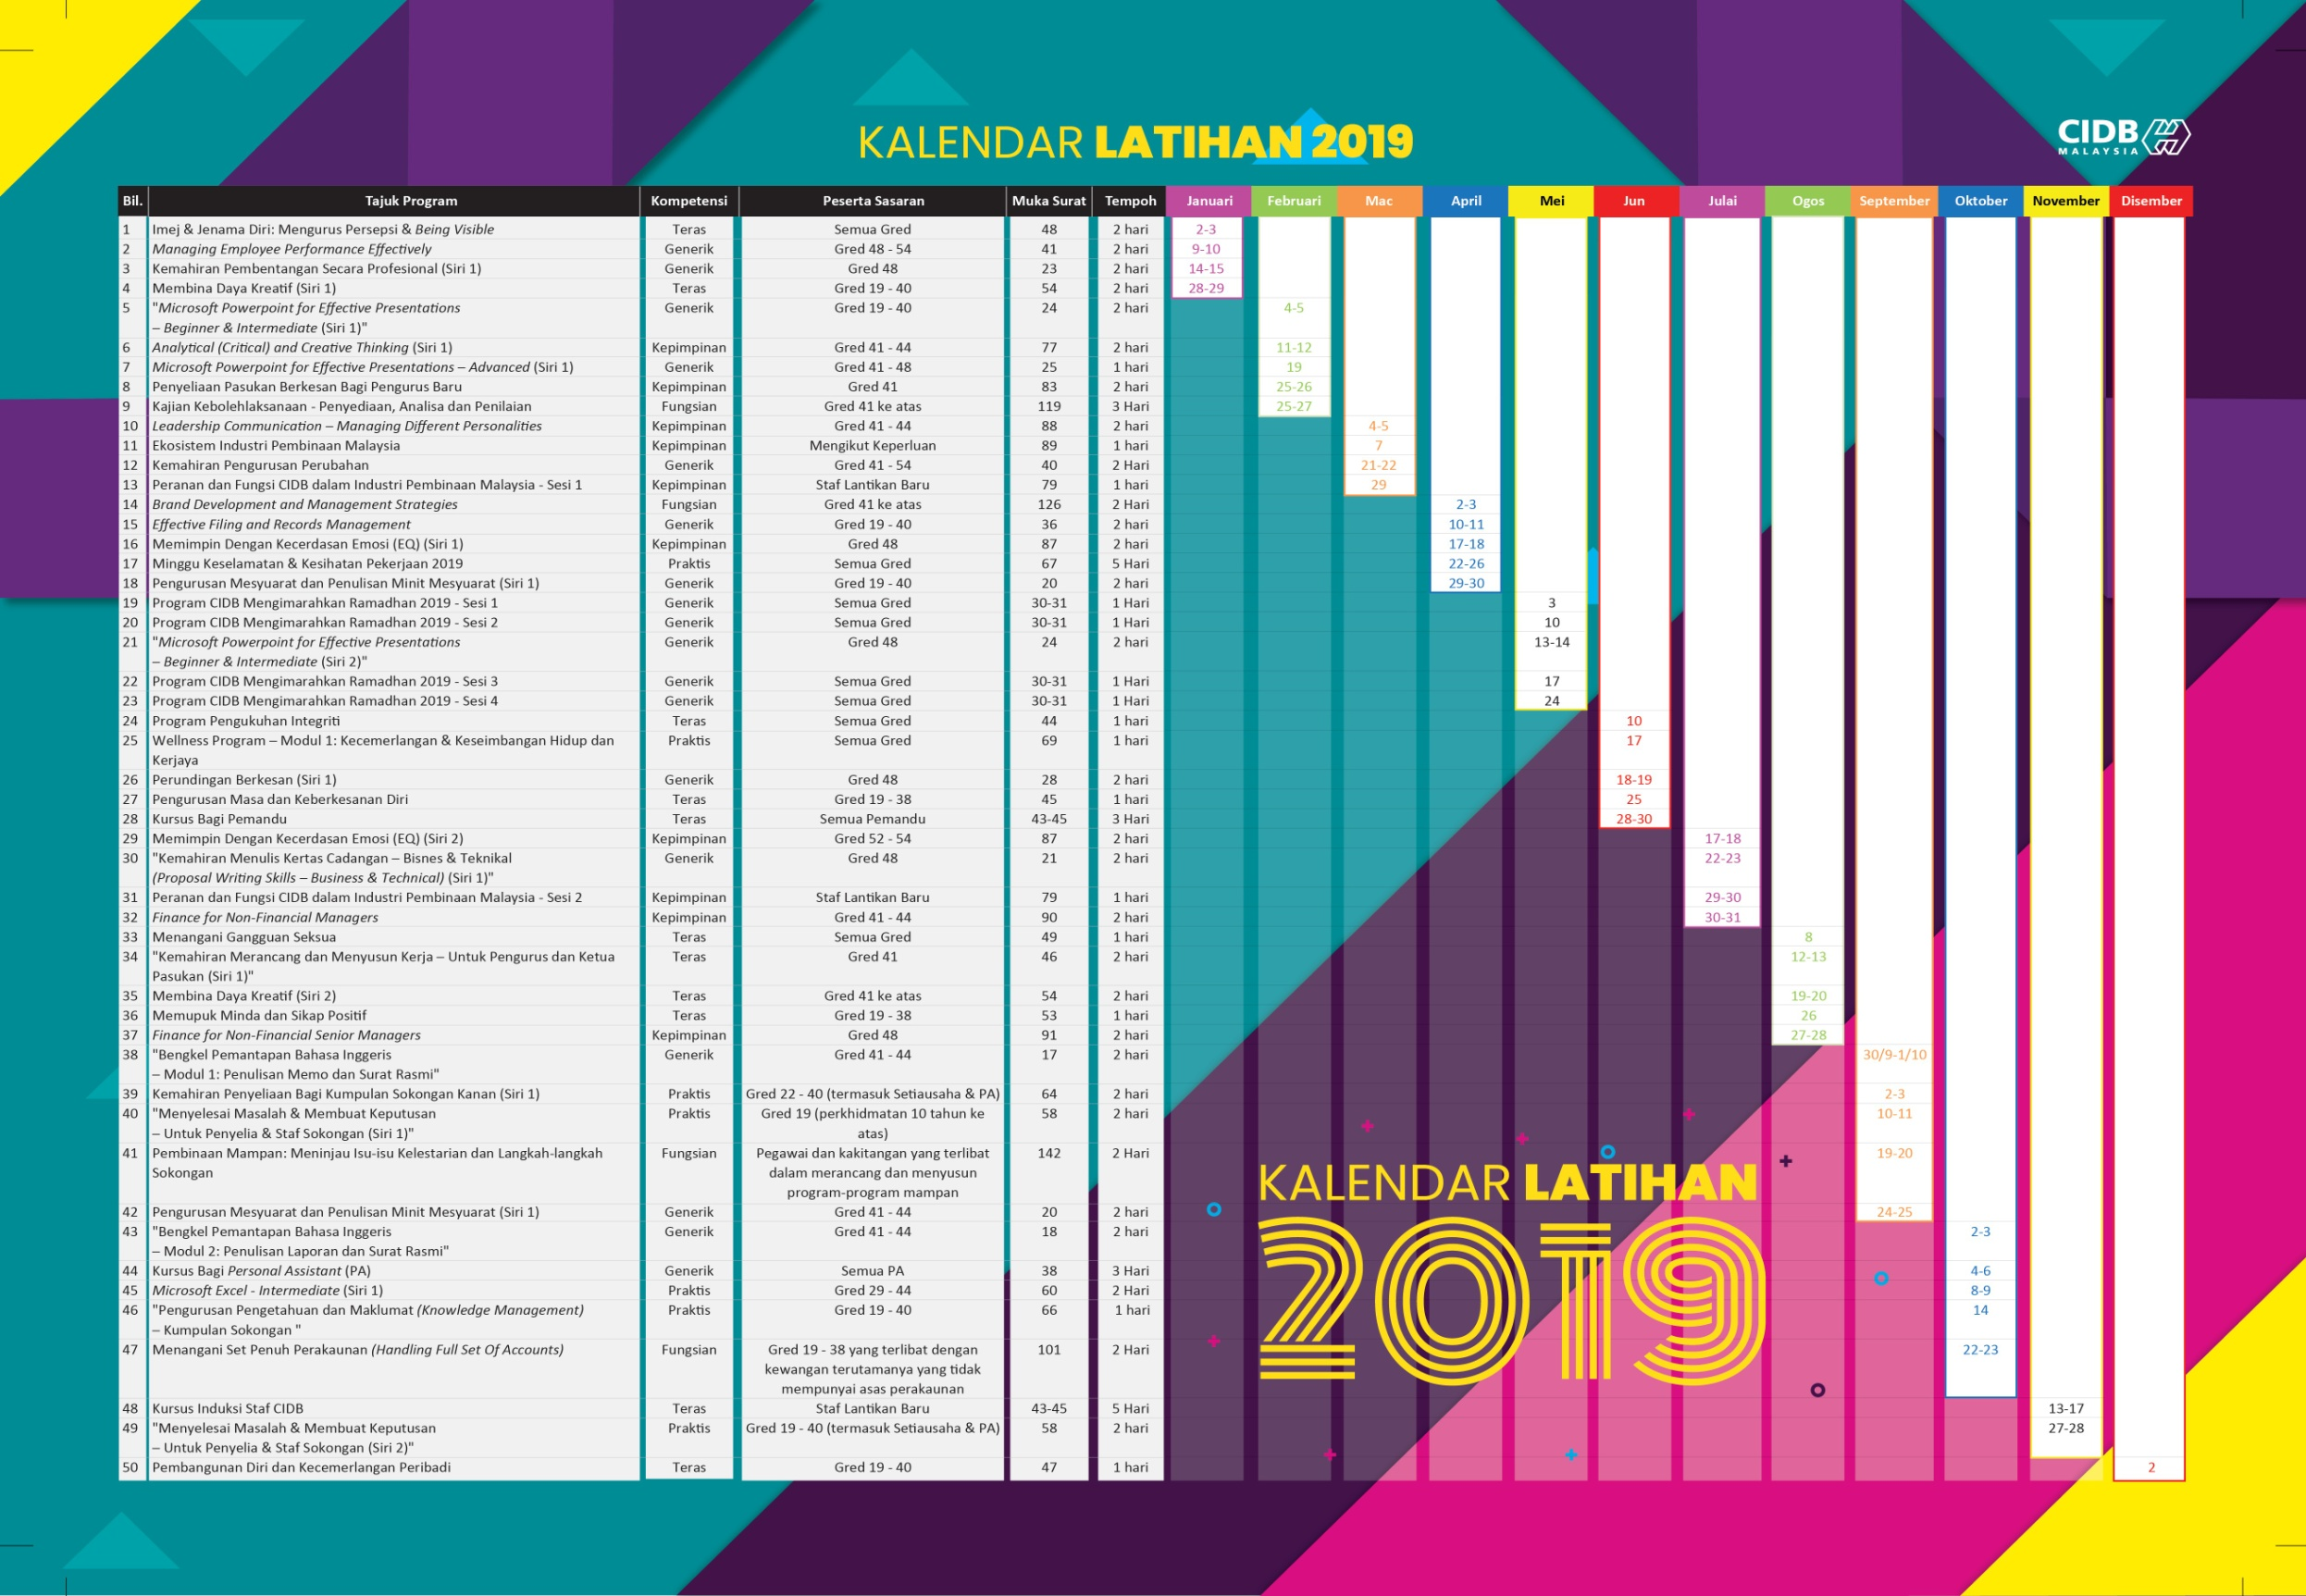 KALENDAR LATIHAN 2019
CIDB
MALAYSIA
Bil. Tajuk Program Kompetensi Peserta Sasaran Muka Surat Tempoh Januari Februari Mac April Mei Jun Julai Ogos September Oktober November Disember
1 Imej & Jenama Diri: Mengurus Persepsi & Being Visible Teras Semua Gred 48 2 hari 2-3
2 Managing Employee Performance Effectively Generik Gred 48 - 54 41 2 hari 9-10
3 Kemahiran Pembentangan Secara Profesional (Siri 1) Generik Gred 48 23 2 hari 14-15
4 Membina Daya Kreatif (Siri 1) Teras Gred 19 - 40 54 2 hari 28-29
5 "Microsoft Powerpoint for Effective Presentations Generik Gred 19 - 40 24 2 hari 4-5
– Beginner & Intermediate (Siri 1)"
6 Analytical (Critical) and Creative Thinking (Siri 1) Kepimpinan Gred 41 - 44 77 2 hari 11-12
7 Microsoft Powerpoint for Effective Presentations – Advanced (Siri 1) Generik Gred 41 - 48 25 1 hari 19
8 Penyeliaan Pasukan Berkesan Bagi Pengurus Baru Kepimpinan Gred 41 83 2 hari 25-26
9 Kajian Kebolehlaksanaan - Penyediaan, Analisa dan Penilaian Fungsian Gred 41 ke atas 119 3 Hari 25-27
10 Leadership Communication – Managing Different Personalities Kepimpinan Gred 41 - 44 88 2 hari 4-5
11 Ekosistem Industri Pembinaan Malaysia Kepimpinan Mengikut Keperluan 89 1 hari 7
12 Kemahiran Pengurusan Perubahan Generik Gred 41 - 54 40 2 Hari 21-22
13 Peranan dan Fungsi CIDB dalam Industri Pembinaan Malaysia - Sesi 1 Kepimpinan Staf Lantikan Baru 79 1 hari 29
14 Brand Development and Management Strategies Fungsian Gred 41 ke atas 126 2 Hari 2-3
15 Effective Filing and Records Management Generik Gred 19 - 40 36 2 hari 10-11
16 Memimpin Dengan Kecerdasan Emosi (EQ) (Siri 1) Kepimpinan Gred 48 87 2 hari 17-18
17 Minggu Keselamatan & Kesihatan Pekerjaan 2019 Praktis Semua Gred 67 5 Hari 22-26
18 Pengurusan Mesyuarat dan Penulisan Minit Mesyuarat (Siri 1) Generik Gred 19 - 40 20 2 hari 29-30
19 Program CIDB Mengimarahkan Ramadhan 2019 - Sesi 1 Generik Semua Gred 30-31 1 Hari 3
20 Program CIDB Mengimarahkan Ramadhan 2019 - Sesi 2 Generik Semua Gred 30-31 1 Hari 10
21 "Microsoft Powerpoint for Effective Presentations Generik Gred 48 24 2 hari 13-14
– Beginner & Intermediate (Siri 2)"
22 Program CIDB Mengimarahkan Ramadhan 2019 - Sesi 3 Generik Semua Gred 30-31 1 Hari 17
23 Program CIDB Mengimarahkan Ramadhan 2019 - Sesi 4 Generik Semua Gred 30-31 1 Hari 24
24 Program Pengukuhan Integriti Teras Semua Gred 44 1 hari 10
25 Wellness Program – Modul 1: Kecemerlangan & Keseimbangan Hidup dan Praktis Semua Gred 69 1 hari 17
Kerjaya
26 Perundingan Berkesan (Siri 1) Generik Gred 48 28 2 hari 18-19
27 Pengurusan Masa dan Keberkesanan Diri Teras Gred 19 - 38 45 1 hari 25
28 Kursus Bagi Pemandu Teras Semua Pemandu 43-45 3 Hari 28-30
29 Memimpin Dengan Kecerdasan Emosi (EQ) (Siri 2) Kepimpinan Gred 52 - 54 87 2 hari 17-18
30 "Kemahiran Menulis Kertas Cadangan – Bisnes & Teknikal Generik Gred 48 21 2 hari 22-23
(Proposal Writing Skills – Business & Technical) (Siri 1)"
31 Peranan dan Fungsi CIDB dalam Industri Pembinaan Malaysia - Sesi 2 Kepimpinan Staf Lantikan Baru 79 1 hari 29-30
32 Finance for Non-Financial Managers Kepimpinan Gred 41 - 44 90 2 hari 30-31
33 Menangani Gangguan Seksua Teras Semua Gred 49 1 hari 8
34 "Kemahiran Merancang dan Menyusun Kerja – Untuk Pengurus dan Ketua Teras Gred 41 46 2 hari 12-13
Pasukan (Siri 1)"
35 Membina Daya Kreatif (Siri 2) Teras Gred 41 ke atas 54 2 hari 19-20
36 Memupuk Minda dan Sikap Positif Teras Gred 19 - 38 53 1 hari 26
37 Finance for Non-Financial Senior Managers Kepimpinan Gred 48 91 2 hari 27-28
38 "Bengkel Pemantapan Bahasa Inggeris Generik Gred 41 - 44 17 2 hari 30/9-1/10
– Modul 1: Penulisan Memo dan Surat Rasmi"
39 Kemahiran Penyeliaan Bagi Kumpulan Sokongan Kanan (Siri 1) Praktis Gred 22 - 40 (termasuk Setiausaha & PA) 64 2 hari 2-3
40 "Menyelesai Masalah & Membuat Keputusan Praktis Gred 19 (perkhidmatan 10 tahun ke 58 2 hari 10-11
– Untuk Penyelia & Staf Sokongan (Siri 1)" atas)
41 Pembinaan Mampan: Meninjau Isu-isu Kelestarian dan Langkah-langkah Fungsian Pegawai dan kakitangan yang terlibat 142 2 Hari 19-20
Sokongan dalam merancang dan menyusun
program-program mampan
42 Pengurusan Mesyuarat dan Penulisan Minit Mesyuarat (Siri 1) Generik Gred 41 - 44 20 2 hari 24-25
43 "Bengkel Pemantapan Bahasa Inggeris Generik Gred 41 - 44 18 2 hari 2-3
– Modul 2: Penulisan Laporan dan Surat Rasmi"
44 Kursus Bagi Personal Assistant (PA) Generik Semua PA 38 3 Hari 4-6
45 Microsoft Excel - Intermediate (Siri 1) Praktis Gred 29 - 44 60 2 Hari 8-9
46 "Pengurusan Pengetahuan dan Maklumat (Knowledge Management) Praktis Gred 19 - 40 66 1 hari 14
– Kumpulan Sokongan "
47 Menangani Set Penuh Perakaunan (Handling Full Set Of Accounts) Fungsian Gred 19 - 38 yang terlibat dengan 101 2 Hari 22-23
kewangan terutamanya yang tidak
mempunyai asas perakaunan
48 Kursus Induksi Staf CIDB Teras Staf Lantikan Baru 43-45 5 Hari 13-17
49 "Menyelesai Masalah & Membuat Keputusan Praktis Gred 19 - 40 (termasuk Setiausaha & PA) 58 2 hari 27-28
– Untuk Penyelia & Staf Sokongan (Siri 2)"
50 Pembangunan Diri dan Kecemerlangan Peribadi Teras Gred 19 - 40 47 1 hari 2
KALENDAR LATIHAN
2019